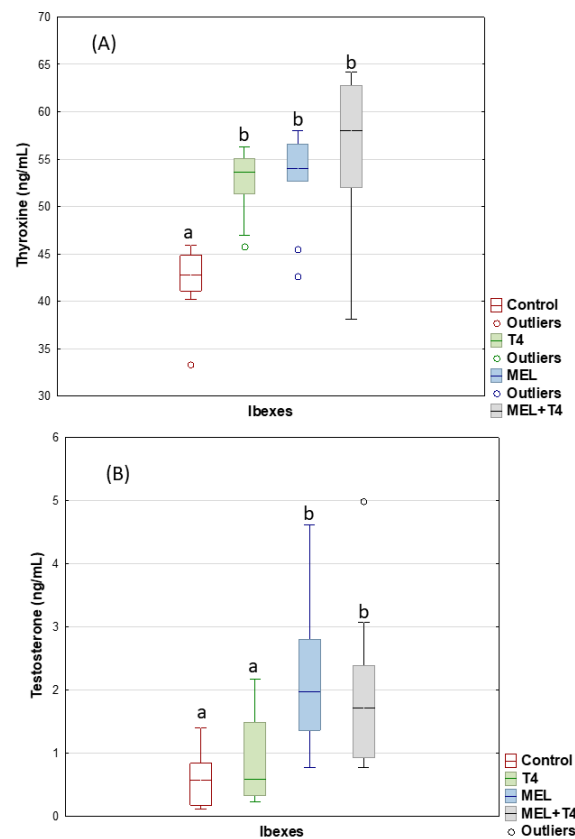 (A)
70
65
60
55
50
45
40
35
30
Thyroxine (ng/mL)
a
b
b
b
Ibexes
Control
Outliers
T4
Outliers
MEL
Outliers
MEL+T4
(B)
6
5
4
3
2
1
0
Testosterone (ng/mL)
a
a
b
b
Ibexes
Control
T4
MEL
MEL+T4
Outliers